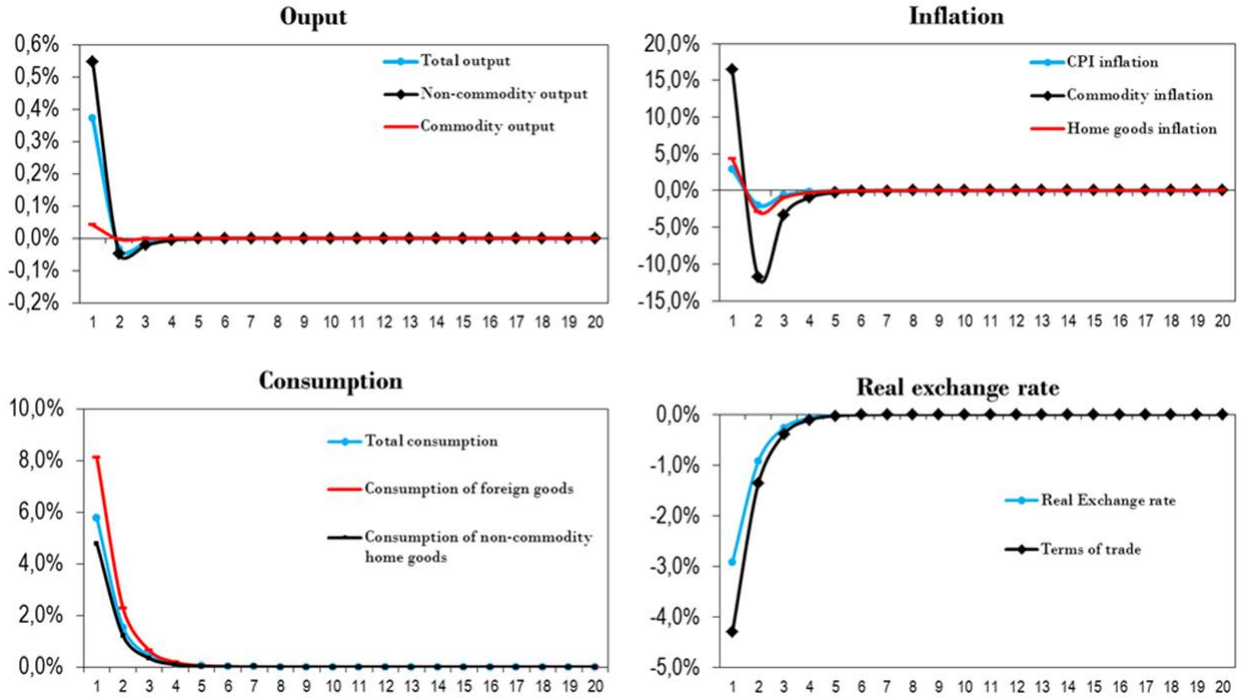 Ouput
0,6%
0,5%
0,4%
0,3%
0,2%
0,1%
0,0%
-0,1%
-0,2%
Total output
Non-commodity output
Commodity output
1 2 3 4 5 6 7 8 9 10 11 12 13 14 15 16 17 18 19 20
Inflation
20,0%
15,0%
10,0%
5,0%
0,0%
-5,0%
-10,0%
-15,0%
CPI inflation
Commodity inflation
Home goods inflation
1 2 3 4 5 6 7 8 9 10 11 12 13 14 15 16 17 18 19 20
Consumption
10,0%
8,0%
6,0%
4,0%
2,0%
0,0%
Total consumption
Consumption of foreign goods
Consumption of non-commodity
home goods
1 2 3 4 5 6 7 8 9 10 11 12 13 14 15 16 17 18 19 20
Real exchange rate
0,0%
-1,0%
-2,0%
-3,0%
-4,0%
-5,0%
Real Exchange rate
Terms of trade
1 2 3 4 5 6 7 8 9 10 11 12 13 14 15 16 17 18 19 20